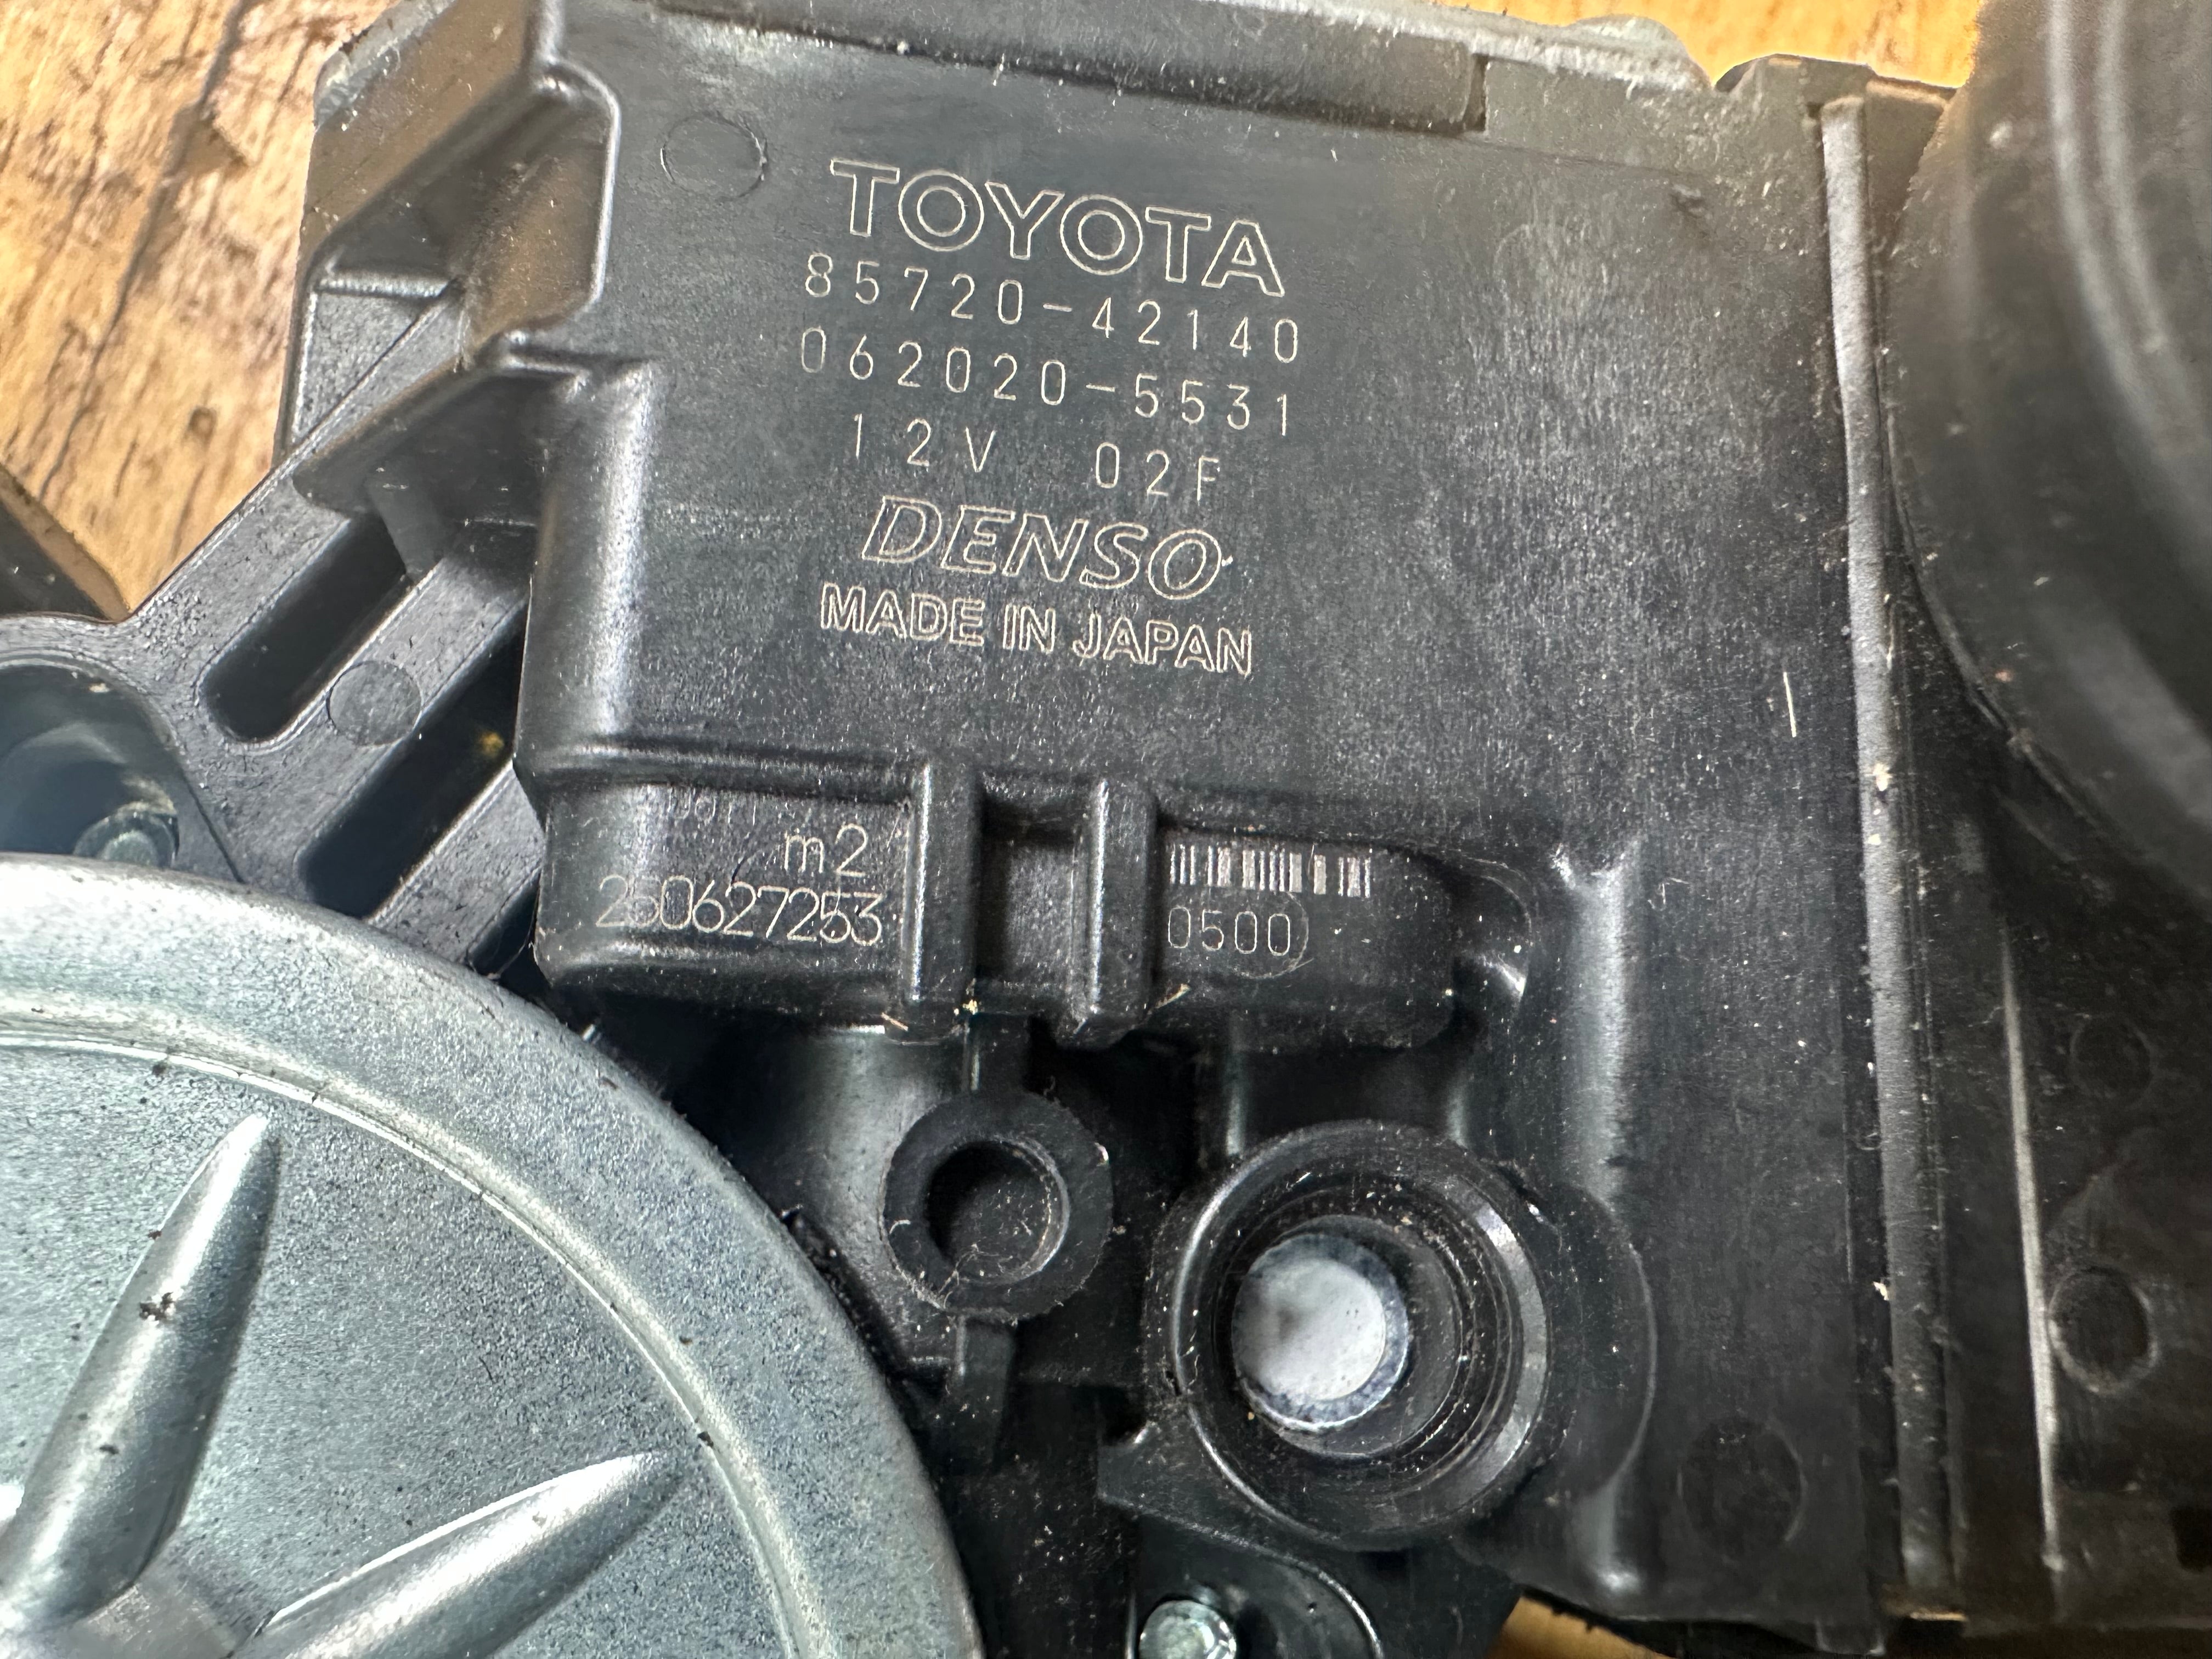 TOYOTA
85720-42140
062020-5531
12V 02F
DENSO
MADE IN JAPAN
m2
250627253
0500